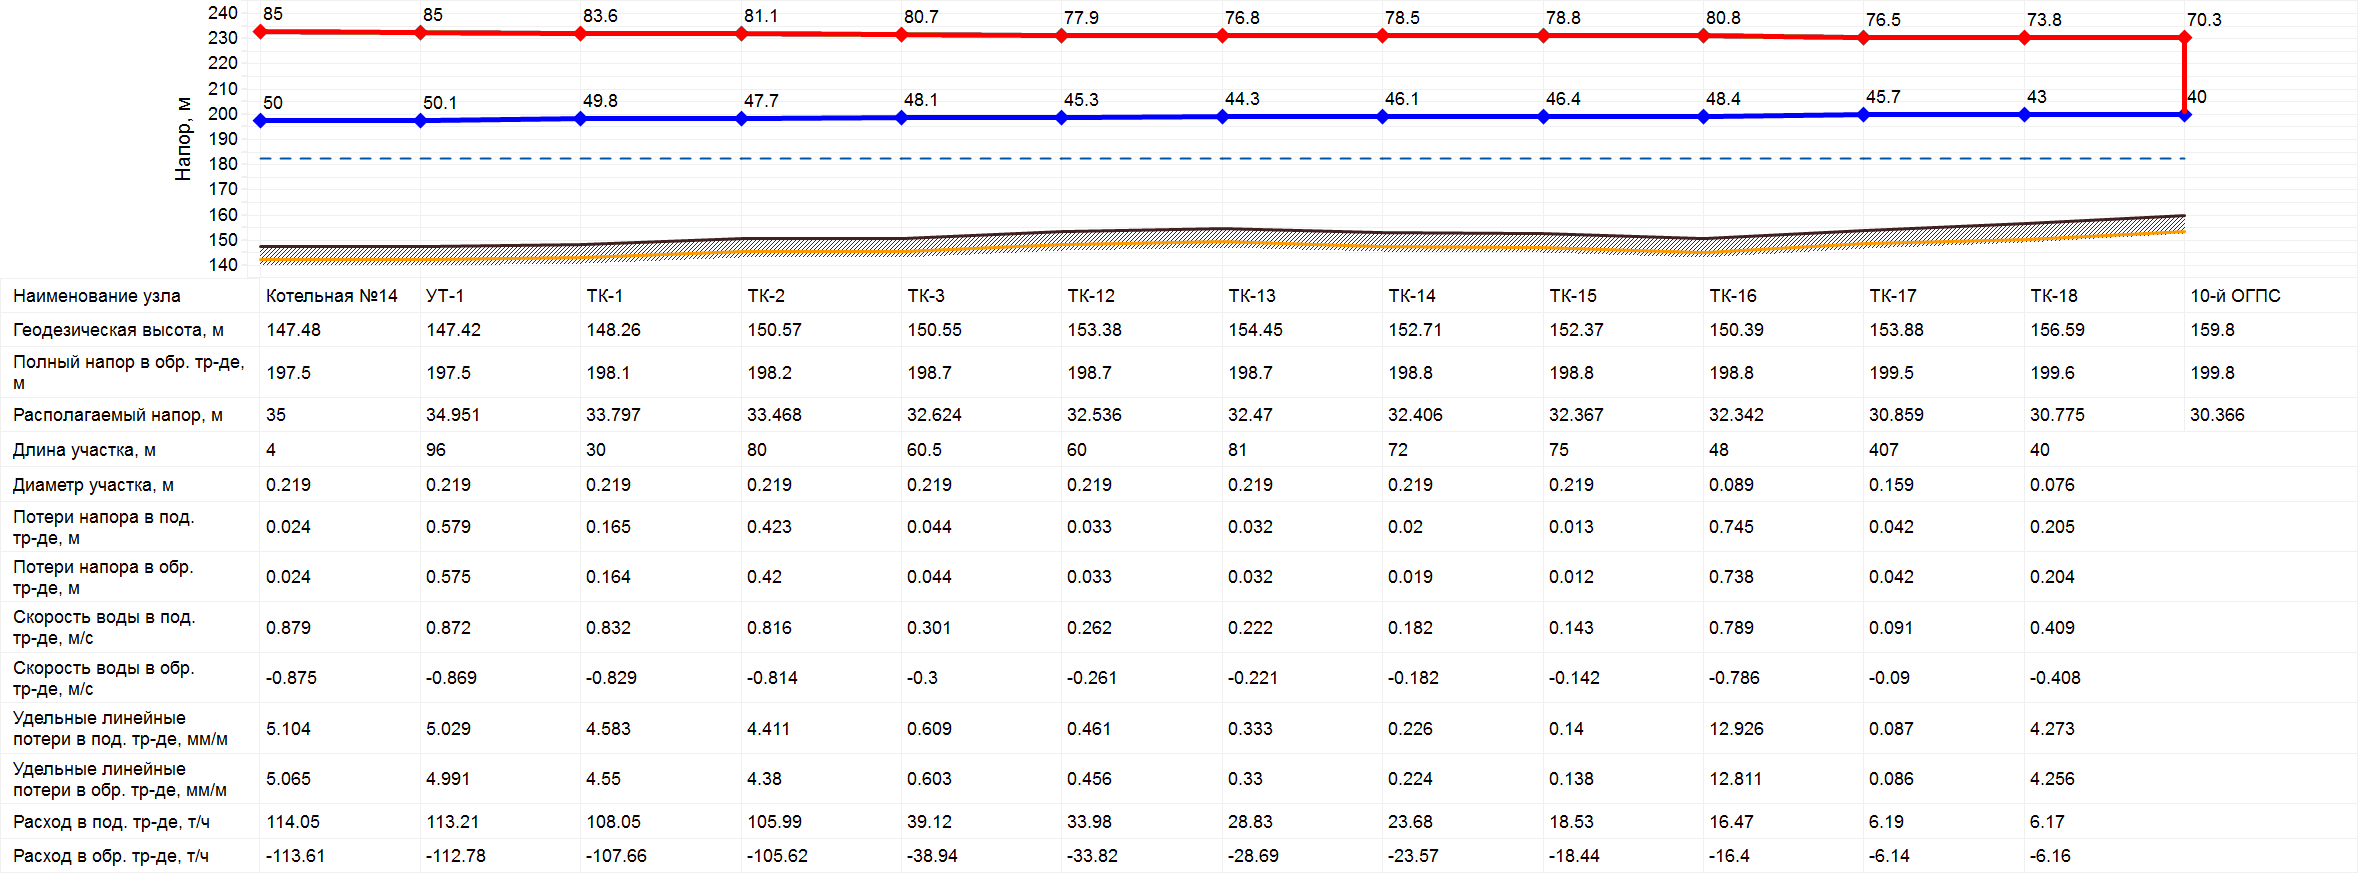 240
230
220
210
200
190
180
170
160
150
140
Напор, м
85 85 83.6 81.1 80.7 77.9 76.8 78.5 78.8 80.8 76.5 73.8 70.3
50 50.1 49.8 47.7 48.1 45.3 44.3 46.1 46.4 48.4 45.7 43 40
Наименование узла Котельная №14 УТ-1 ТК-1 ТК-2 ТК-3 ТК-12 ТК-13 ТК-14 ТК-15 ТК-16 ТК-17 ТК-18 10-й ОГПС
Геодезическая высота, м 147.48 147.42 148.26 150.57 150.55 153.38 154.45 152.71 152.37 150.39 153.88 156.59 159.8
Полный напор в обр. тр-де,
м 197.5 197.5 198.1 198.2 198.7 198.7 198.7 198.8 198.8 198.8 199.5 199.6 199.8
Располагаемый напор, м 35 34.951 33.797 33.468 32.624 32.536 32.47 32.406 32.367 32.342 30.859 30.775 30.366
Длина участка, м 4 96 30 80 60.5 60 81 72 75 48 407 40
Диаметр участка, м 0.219 0.219 0.219 0.219 0.219 0.219 0.219 0.219 0.219 0.089 0.159 0.076
Потери напора в под.
тр-де, м 0.024 0.579 0.165 0.423 0.044 0.033 0.032 0.02 0.013 0.745 0.042 0.205
Потери напора в обр.
тр-де, м 0.024 0.575 0.164 0.42 0.044 0.033 0.032 0.019 0.012 0.738 0.042 0.204
Скорость воды в под.
тр-де, м/с 0.879 0.872 0.832 0.816 0.301 0.262 0.222 0.182 0.143 0.789 0.091 0.409
Скорость воды в обр.
тр-де, м/с -0.875 -0.869 -0.829 -0.814 -0.3 -0.261 -0.221 -0.182 -0.142 -0.786 -0.09 -0.408
Удельные линейные
потери в под. тр-де, мм/м 5.104 5.029 4.583 4.411 0.609 0.461 0.333 0.226 0.14 12.926 0.087 4.273
Удельные линейные
потери в обр. тр-де, мм/м 5.065 4.991 4.55 4.38 0.603 0.456 0.33 0.224 0.138 12.811 0.086 4.256
Расход в под. тр-де, т/ч 114.05 113.21 108.05 105.99 39.12 33.98 28.83 23.68 18.53 16.47 6.19 6.17
Расход в обр. тр-де, т/ч -113.61 -112.78 -107.66 -105.62 -38.94 -33.82 -28.69 -23.57 -18.44 -16.4 -6.14 -6.16